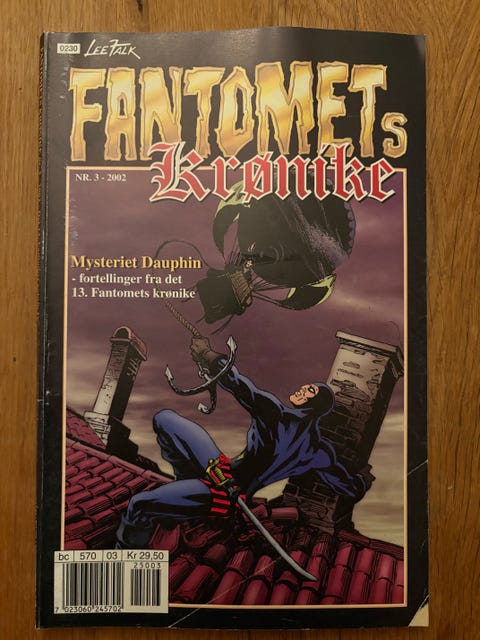 0230
LEE FALK
FANTOMETs
Krønike
NR. 3 - 2002
Mysteriet Dauphin
- fortellinger fra det
13. Fantomets krønike
bc 570 03 Kr 29,50
25003
7 023060 245702